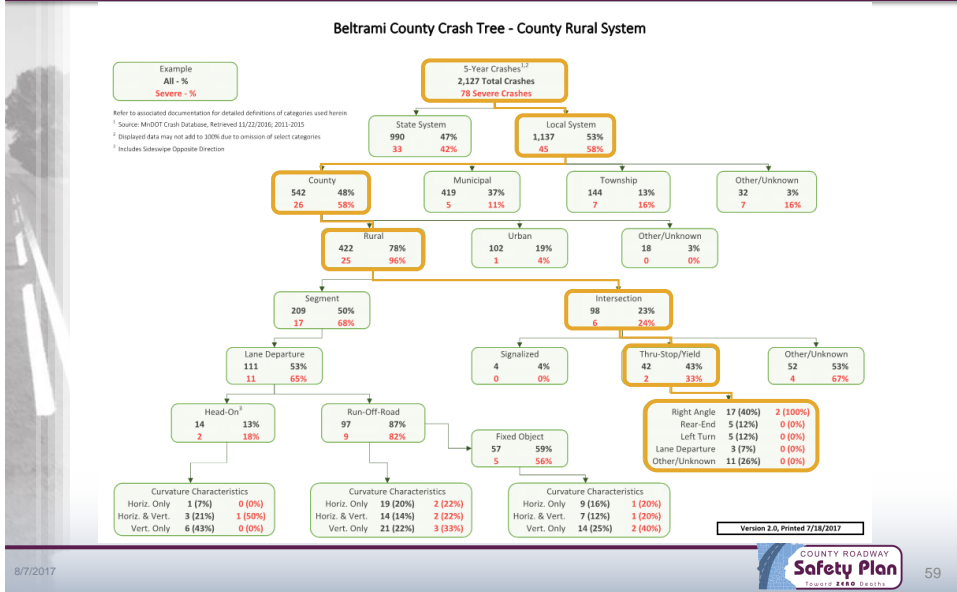 Beltrami County Crash Tree - County Rural System
Example
All - %
Severe - %
5-Year Crashes1,2
2,127 Total Crashes
78 Severe Crashes
Refer to associated documentation for detailed definitions of categories used herein
1 Source: MnDOT Crash Database, Retrieved 11/22/2016; 2011-2015
2 Displayed data may not add to 100% due to omission of select categories
3 Includes Sideswipe Opposite Direction
State System
990 47%
33 42%
Local System
1,137 53%
45 58%
County
542 48%
26 58%
Municipal
419 37%
5 11%
Township
144 13%
7 16%
Other/Unknown
32 3%
7 16%
Rural
422 78%
25 96%
Urban
102 19%
1 4%
Other/Unknown
18 3%
0 0%
Segment
209 50%
17 68%
Intersection
98 23%
6 24%
Lane Departure
111 53%
11 65%
Signalized
4 4%
0 0%
Thru-Stop/Yield
42 43%
2 33%
Other/Unknown
52 53%
4 67%
Head-On3
14 13%
2 18%
Run-Off-Road
97 87%
9 82%
Fixed Object
57 59%
5 56%
Right Angle 17 (40%) 2 (100%)
Rear-End 5 (12%) 0 (0%)
Left Turn 5 (12%) 0 (0%)
Lane Departure 3 (7%) 0 (0%)
Other/Unknown 11 (26%) 0 (0%)
Curvature Characteristics
Horiz. Only 1 (7%) 0 (0%)
Horiz. & Vert. 3 (21%) 1 (50%)
Vert. Only 6 (43%) 0 (0%)
Curvature Characteristics
Horiz. Only 19 (20%) 2 (22%)
Horiz. & Vert. 14 (14%) 2 (22%)
Vert. Only 21 (22%) 3 (33%)
Curvature Characteristics
Horiz. Only 9 (16%) 1 (20%)
Horiz. & Vert. 7 (12%) 1 (20%)
Vert. Only 14 (25%) 2 (40%)
Version 2.0, Printed 7/18/2017
8/7/2017
COUNTY ROADWAY
Safety Plan
Toward ZERO Deaths
59